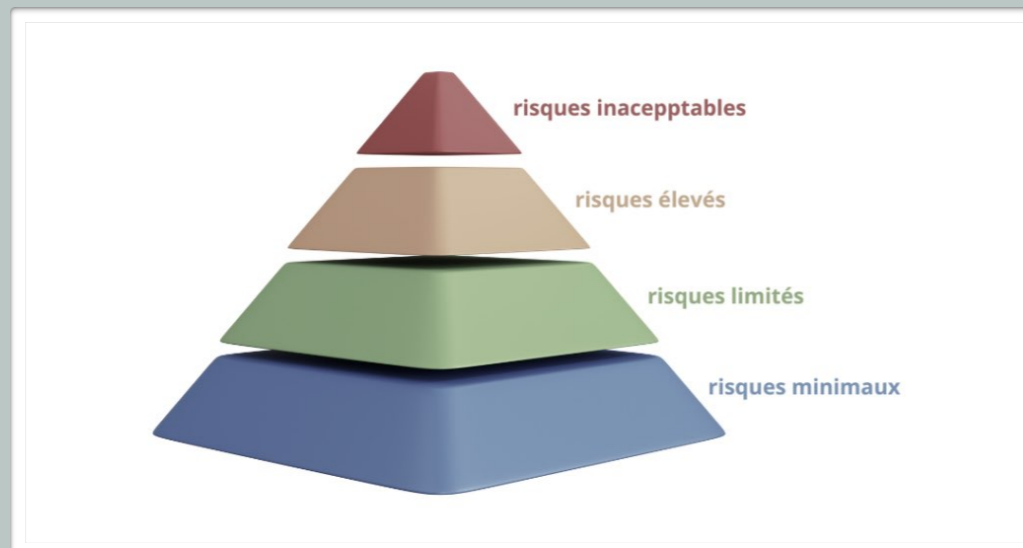 risques inacepptables
risques élevés
risques limités
risques minimaux